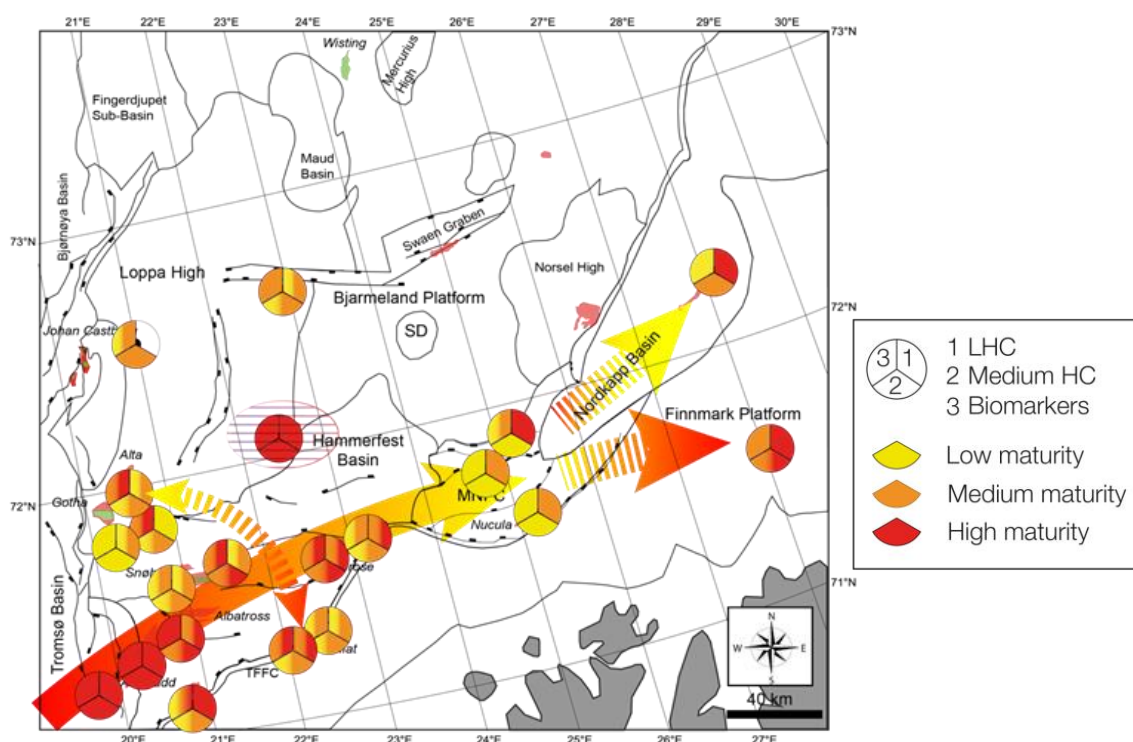 21°E 22°E 23°E 24°E 25°E 26°E 27°E 28°E 29°E 30°E
73°N
Wisting
Mercurius
High
Fingerdjupet
Sub-Basin
Maud
Basin
Bjørnøya Basin
Swaen Graben
73°N
Loppa High
Norsel High
Bjarmeland Platform
72°N
SD
Johan Cast
Nordkapp Basin
Finnmark Platform
Hammerfest
Basin
Alta
Gotha
72°N
Nucula
71°N
Tromsø Basin
Albatross
TFFC
N
W E
S
40 km
20°E 21°E 22°E 23°E 24°E 25°E 26°E 27°E
3 1
2
1 LHC
2 Medium HC
3 Biomarkers
Low maturity
Medium maturity
High maturity